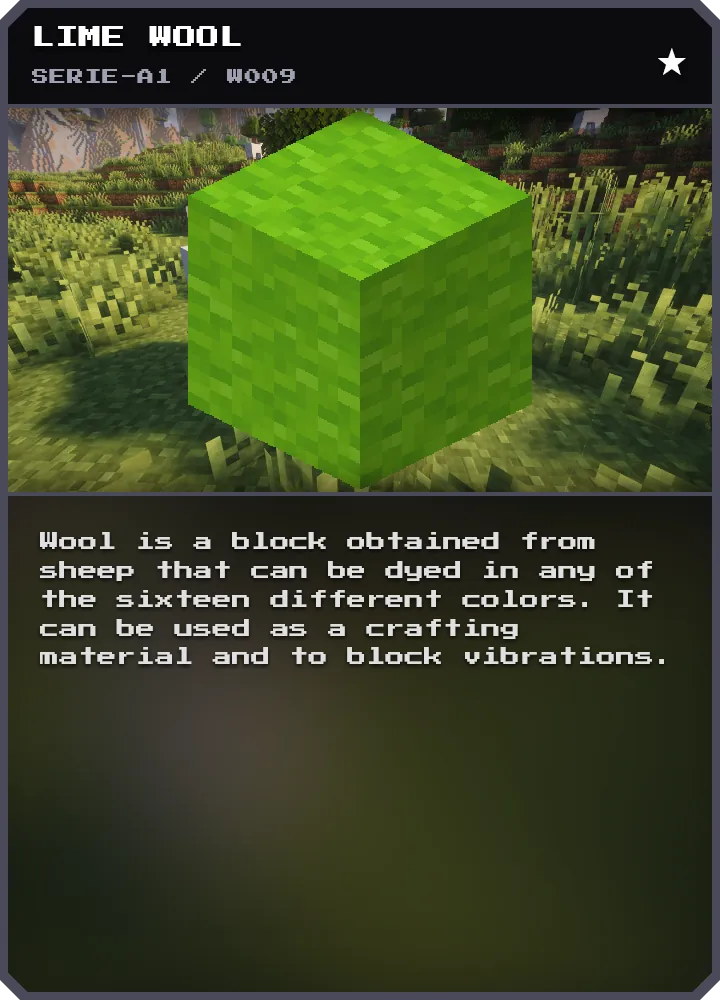 LIME WOOL
SERIE-A1 / W009
Wool is a block obtained from
sheep that can be dyed in any of
the sixteen different colors. It
can be used as a crafting
material and to block vibrations.